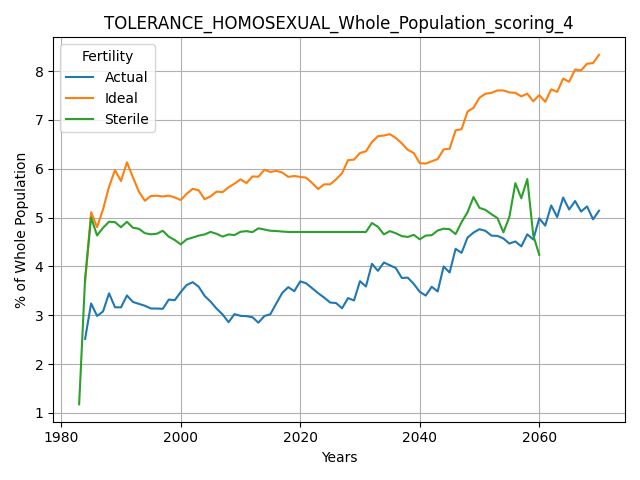 TOLERANCE_HOMOSEXUAL_Whole_Population_scoring_4
Fertility
Actual
Ideal
Sterile
% of Whole Population
8
7
6
5
4
3
2
1
1980 2000 2020 2040 2060
Years